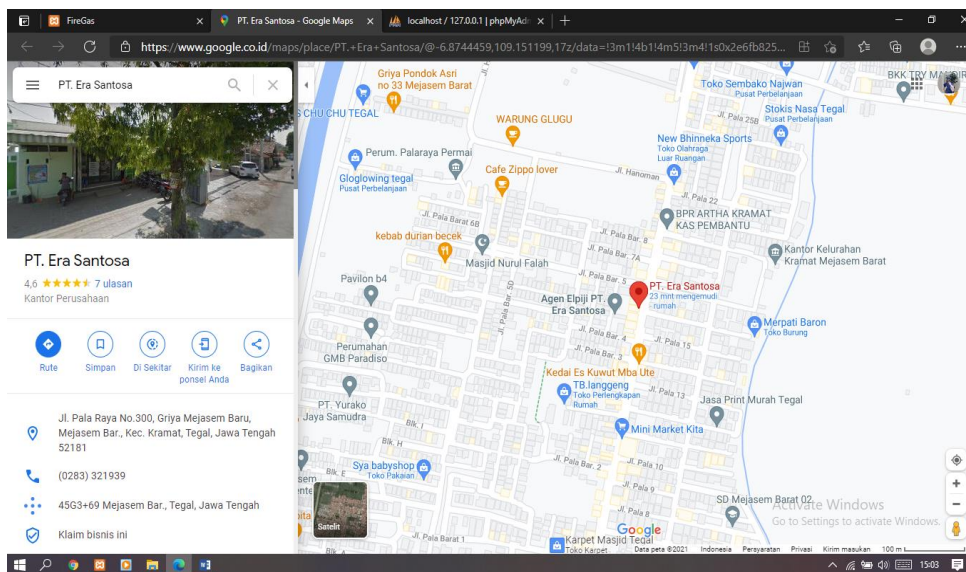 FireGas
PT. Era Santosa - Google Maps
localhost / 127.0.0.1 | phpMyAd
https://www.google.co.id/maps/place/PT.+Era+Santosa/@-6.8744459,109.151199,17z/data=!3m1!4b1!4m5!3m4!1s0x2e6fb825...
PT. Era Santosa
PT. Era Santosa
4,6 7 ulasan
Kantor Perusahaan
Rute
Simpan
Di Sekitar
Kirim ke
ponsel Anda
Bagikan
Jl. Pala Raya No.300, Griya Mejasem Baru,
Mejasem Bar., Kec. Kramat, Tegal, Jawa Tengah
52181
(0283) 321939
45G3+69 Mejasem Bar., Tegal, Jawa Tengah
Klaim bisnis ini
Griya Pondok Asri
no 33 Mejasem Barat
CHU CHU TEGAL
WARUNG GLUGU
Toko Sembako Najwan
Pusat Perbelanjaan
BKK TRY MA
Stokis Nasa Tegal
Pusat Perbelanjaan
Jl. Pala 25B
New Bhinneka Sports
Toko Olahraga
Luar Ruangan
Perum. Palaraya Permai
Gloglowing tegal
Pusat Perbelanjaan
Cafe Zippo lover
Jl. Hanoman
Jl. Pala 22
Jl. Pala Barat 6B
BPR ARTHA KRAMAT
KAS PEMBANTU
kebab durian becek
Masjid Nurul Falah
Jl. Pala Bar. 8
Jl. Pala Bar. 7A
Kantor Kelurahan
Kramat Mejasem Barat
Pavilon b4
Jl. Pala Bar. 5D
Jl. Pala Bar. 5
Agen Elpiji PT.
Era Santosa
PT. Era Santosa
23 mnt mengemudi
rumah
Merpati Baron
Toko Burung
Perumahan
GMB Paradiso
Jl. Pala Bar. 4
Jl. Pala 15
Jl. Pala Bar. 3
Kedai Es Kuwut Mba Ute
TB.langgeng
Toko Perlengkapan
Rumah
Jl. Pala 13
Jasa Print Murah Tegal
PT. Yurako
Jaya Samudra
Blk. I
Mini Market Kita
Blk. H
Jl. Pala Bar. 2
Jl. Pala 10
Sya babyshop
Toko Pakaian
Blk. E
Jl. Pala 9
SD Mejasem Barat 02
Activate Windows
Go to Settings to activate Windows.
Satelit
Jl. Pala 8
Google
Jl. Pala Barat 1
Karpet Masjid Tegal
Toko Karpet
Blk. A
Data peta ©2021
Indonesia
Persyaratan
Privasi
Kirim masukan
100 m
15:03